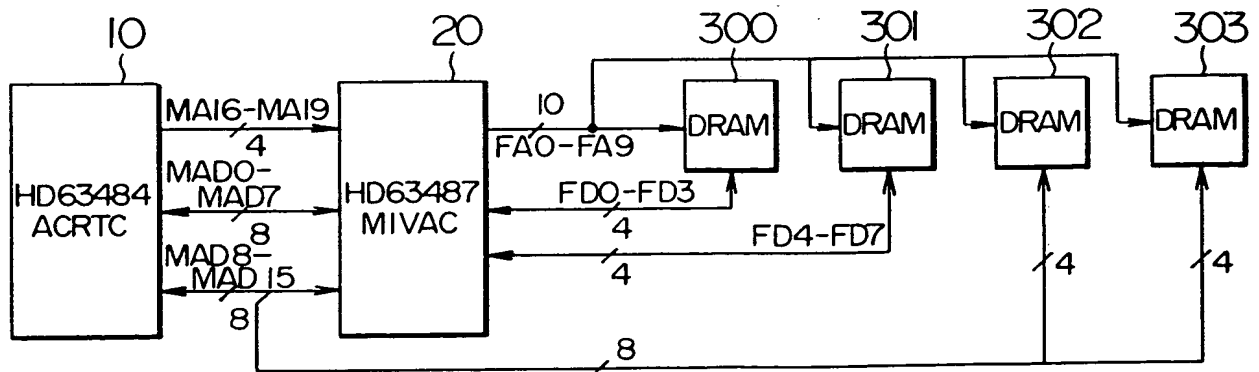 10
20
300
301
302
303
HD63484
ACRTC
MA16-MA19
4
MAD0-
MAD7
8
MAD8-
MAD15
8
HD63487
MIVAC
10
FA0-FA9
DRAM
DRAM
DRAM
DRAM
FD0-FD3
4
FD4-FD7
4
4
4
8